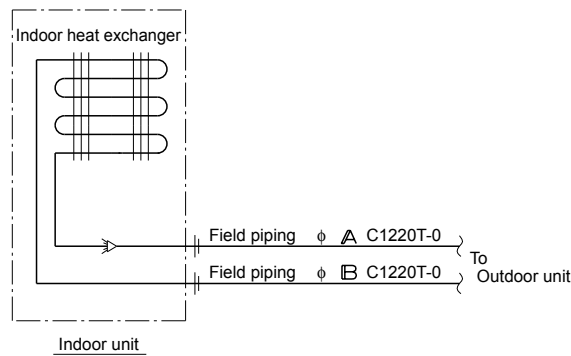 Indoor heat exchanger
Field piping ϕ A C1220T-0
To
Field piping ϕ B C1220T-0
Outdoor unit
Indoor unit